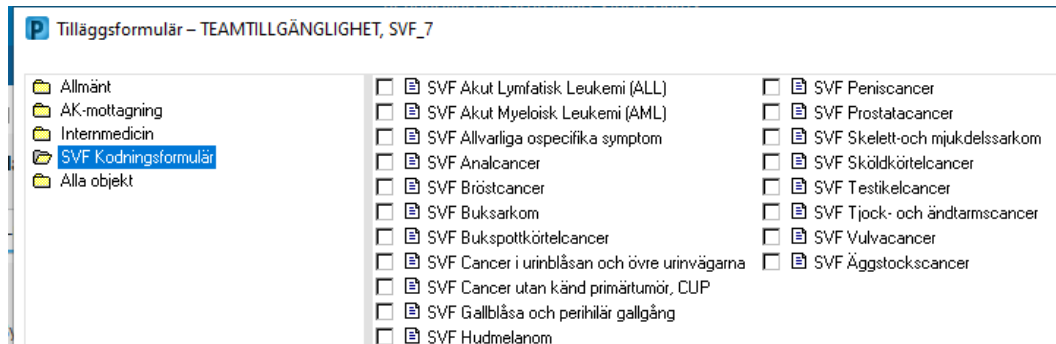 P Tilläggsformulär – TEAMTILLGÄNGLIGHET, SVF_7
Allmänt
AK-mottagning
Internmedicin
SVF Kodningsformulär
Alla objekt
SVF Akut Lymfatisk Leukemi (ALL)
SVF Akut Myeloisk Leukemi (AML)
SVF Allvarliga ospecifika symptom
SVF Analcancer
SVF Bröstcancer
SVF Buksarkom
SVF Bukspottkörtelcancer
SVF Cancer i urinblåsan och övre urinvägarna
SVF Cancer utan känd primärtumör, CUP
SVF Gallblåsa och perihilär gallgång
SVF Hudmelanom
SVF Peniscancer
SVF Prostatacancer
SVF Skelett-och mjukdelssarkom
SVF Sköldkörtelcancer
SVF Testikelcancer
SVF Tjock- och ändtarmscancer
SVF Vulvacancer
SVF Äggstockscancer